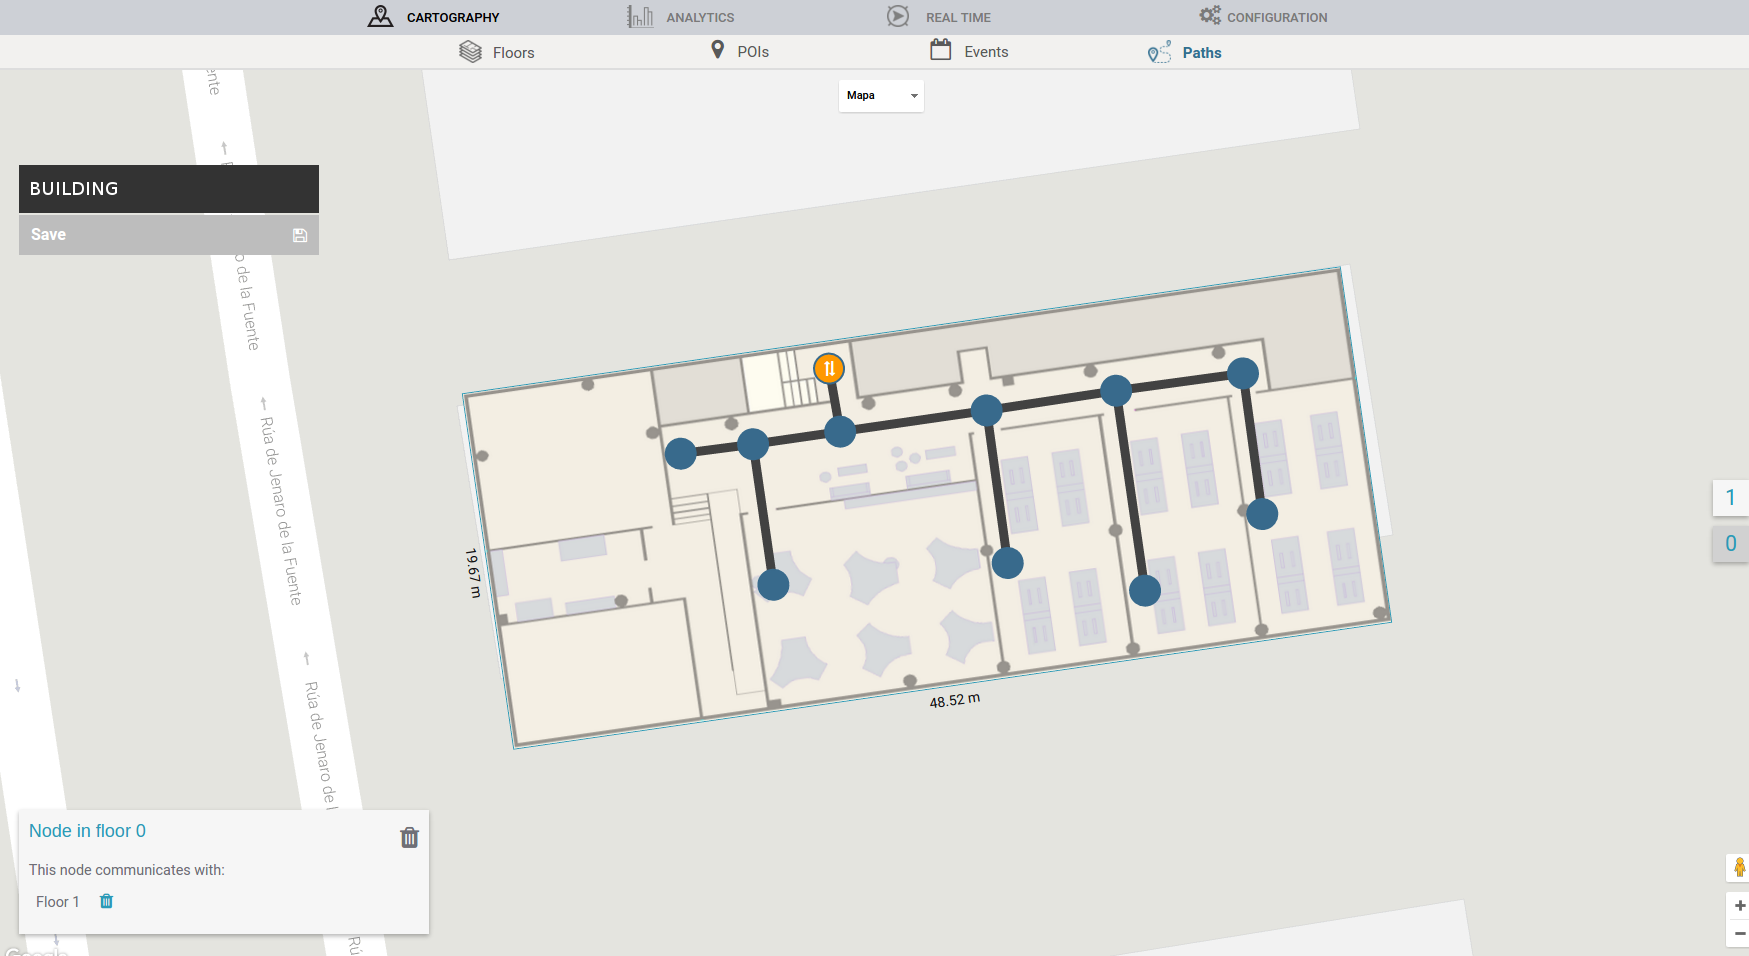 CARTOGRAPHY
ANALYTICS
REAL TIME
CONFIGURATION
Floors
POIs
Events
Paths
Mapa
BUILDING
Save
de la Fuente
Rúa de Jenaro de la Fuente
Rúa de Jenaro de
19.67 m
48.52 m
1
0
Node in floor 0
This node communicates with:
Floor 1
+
−